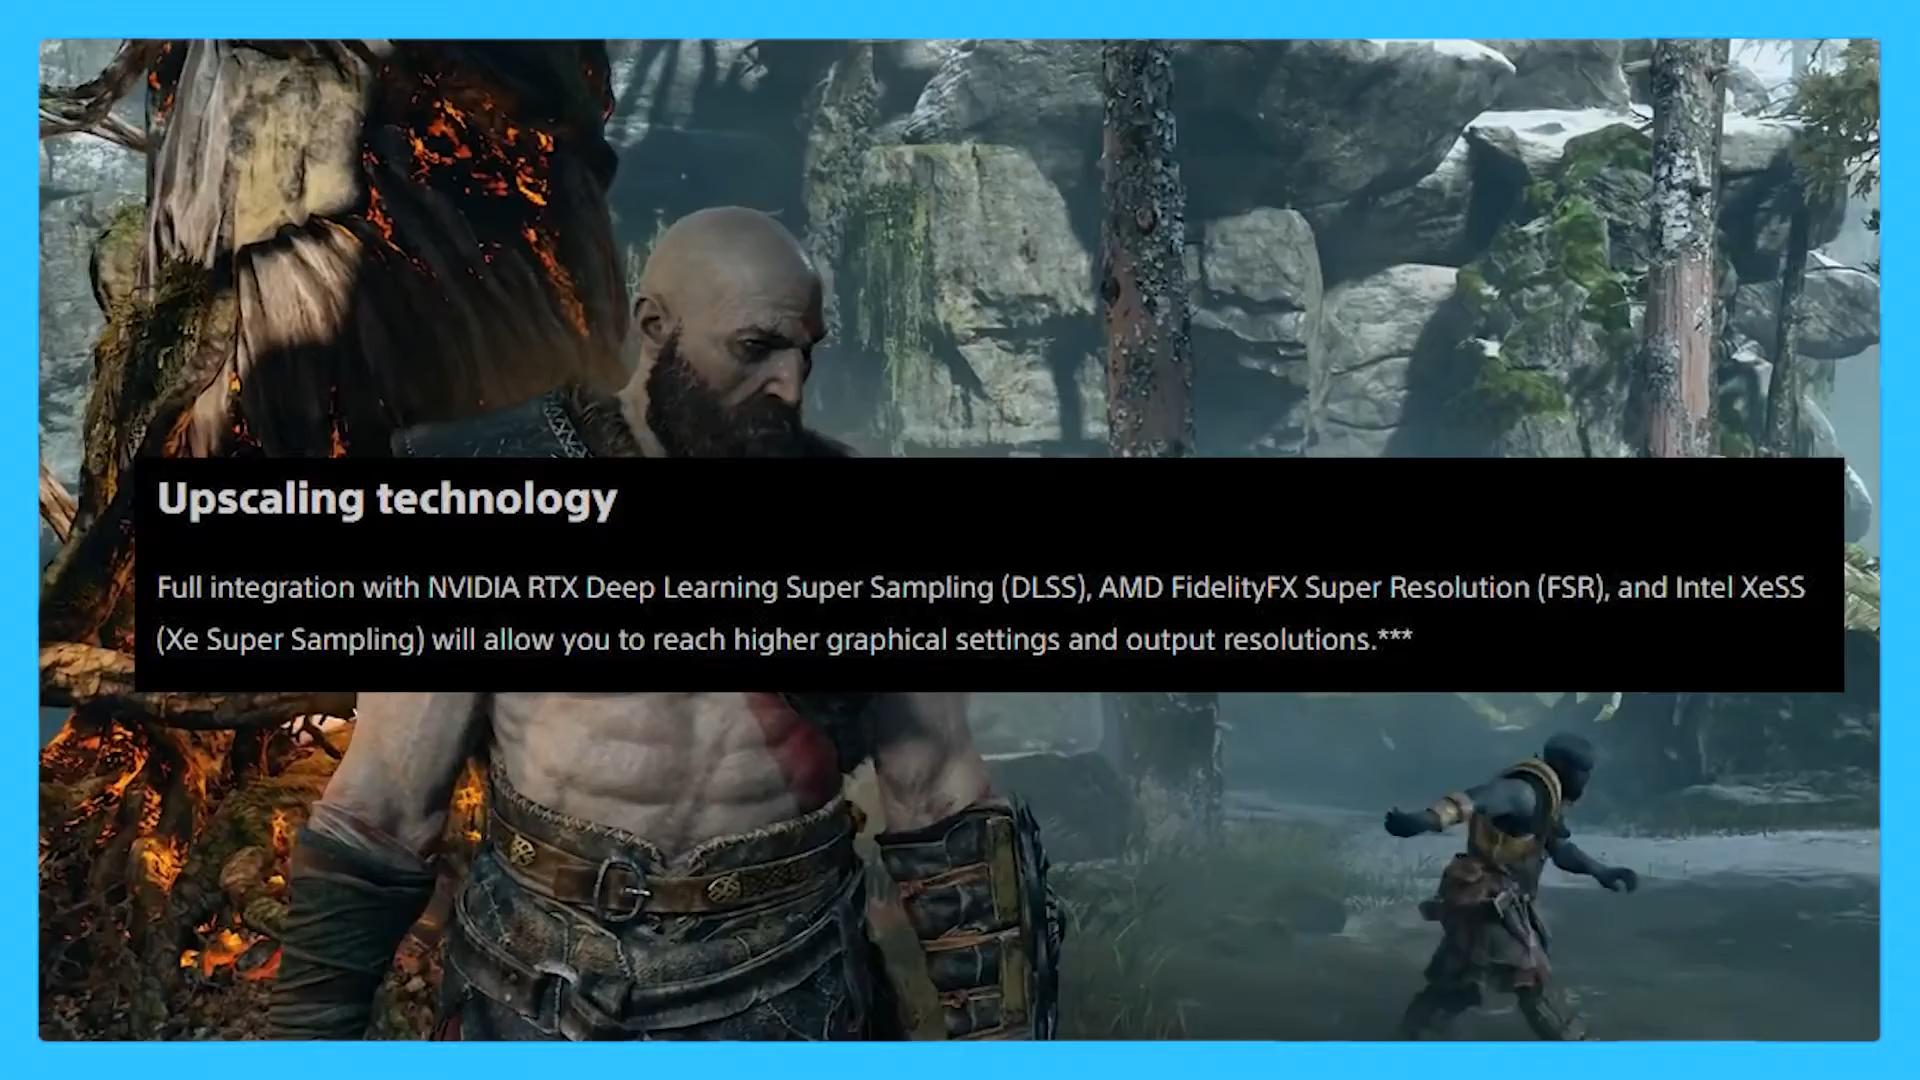 Upscaling technology
Full integration with NVIDIA RTX Deep Learning Super Sampling (DLSS), AMD FidelityFX Super Resolution (FSR), and Intel XeSS
(Xe Super Sampling) will allow you to reach higher graphical settings and output resolutions.***